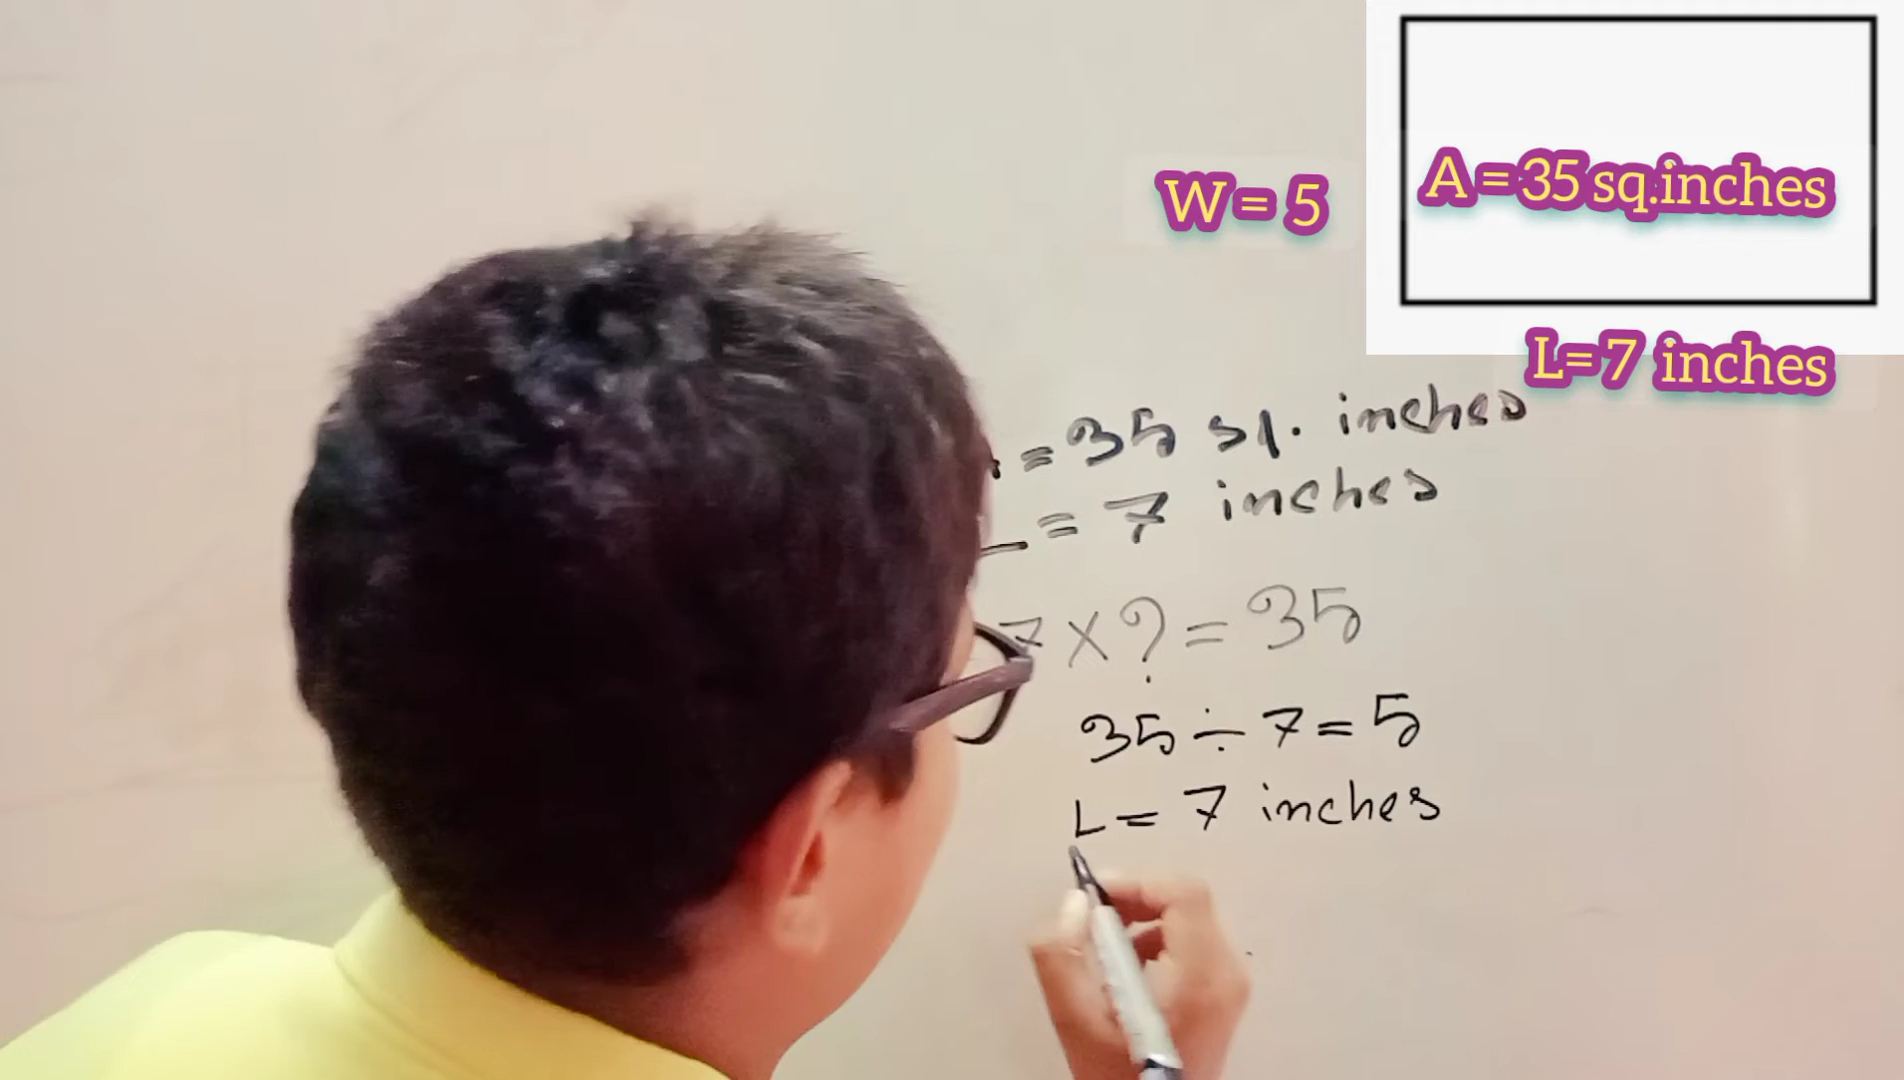 W = 5
A = 35 sq.inches
L=7 inches
= 35 sq. inches
L = 7 inches
7 × ? = 35
35 ÷ 7 = 5
L = 7 inches